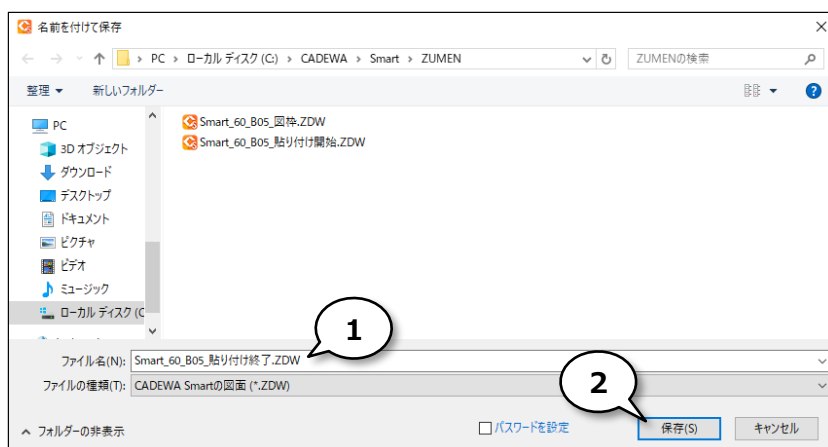 名前を付けて保存
PC › ローカル ディスク (C:) › CADEWA › Smart › ZUMEN
ZUMENの検索
整理 新しいフォルダー
PC
3D オブジェクト
ダウンロード
デスクトップ
ドキュメント
ピクチャ
ビデオ
ミュージック
ローカル ディスク (C
Smart_60_B05_図枠.ZDW
Smart_60_B05_貼り付け開始.ZDW
1
ファイル名(N): Smart_60_B05_貼り付け終了.ZDW
ファイルの種類(T): CADEWA Smartの図面 (*.ZDW)
2
フォルダーの非表示
パスワードを設定
保存(S)
キャンセル